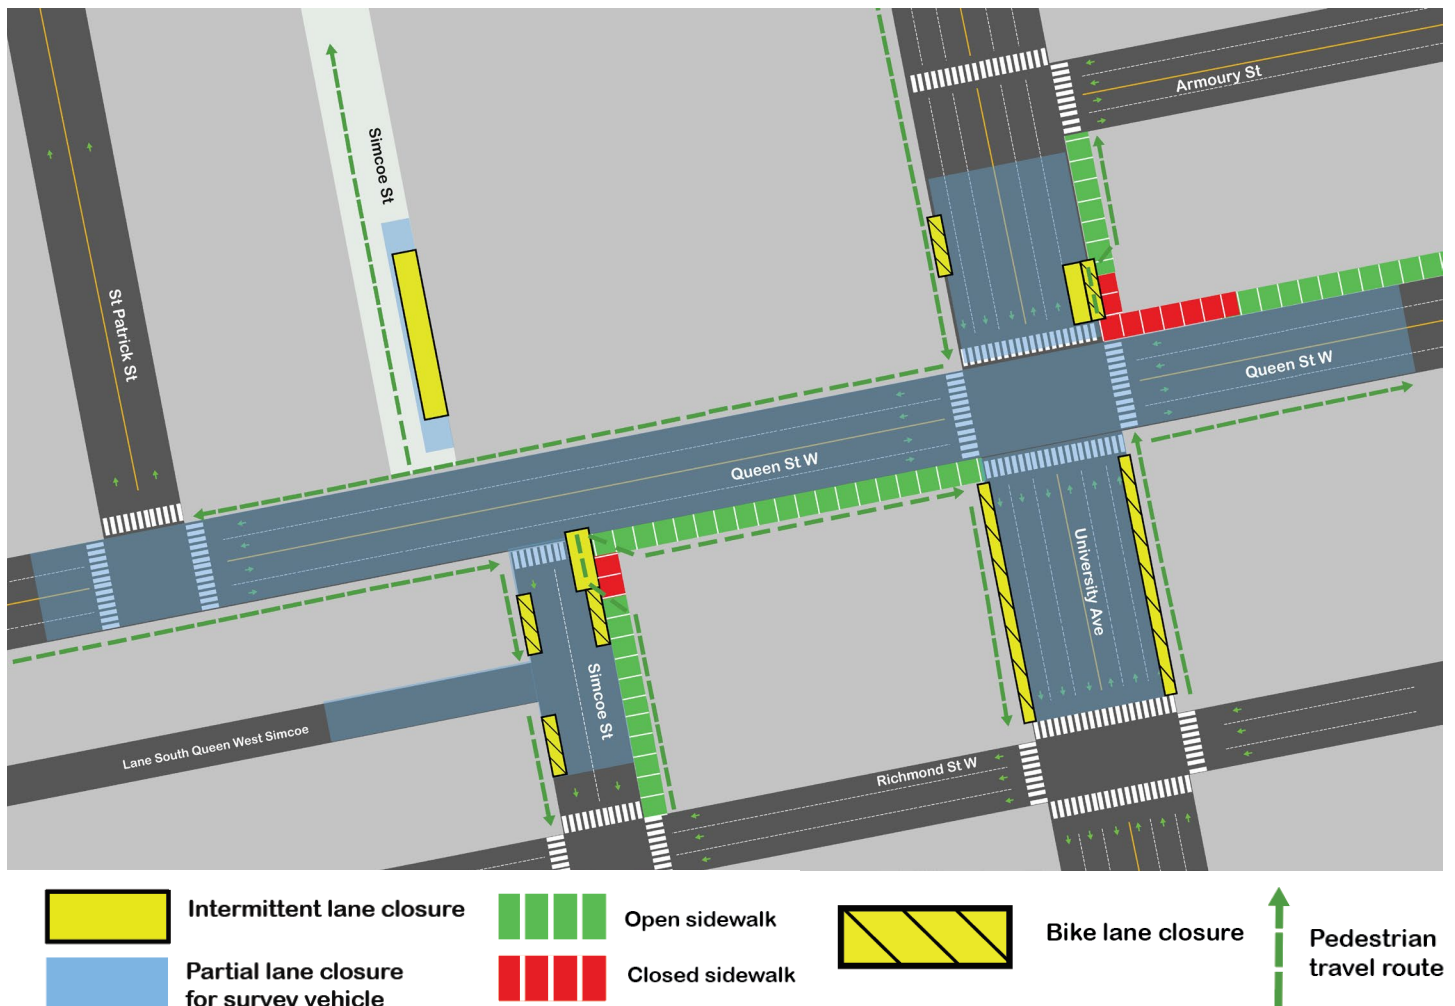 Armoury St
Simcoe St
St Patrick St
Queen St W
Queen St W
University Ave
Simcoe St
Lane South Queen West Simcoe
Richmond St W
Intermittent lane closure
Partial lane closure
for survey vehicle
Open sidewalk
Closed sidewalk
Bike lane closure
Pedestrian
travel route